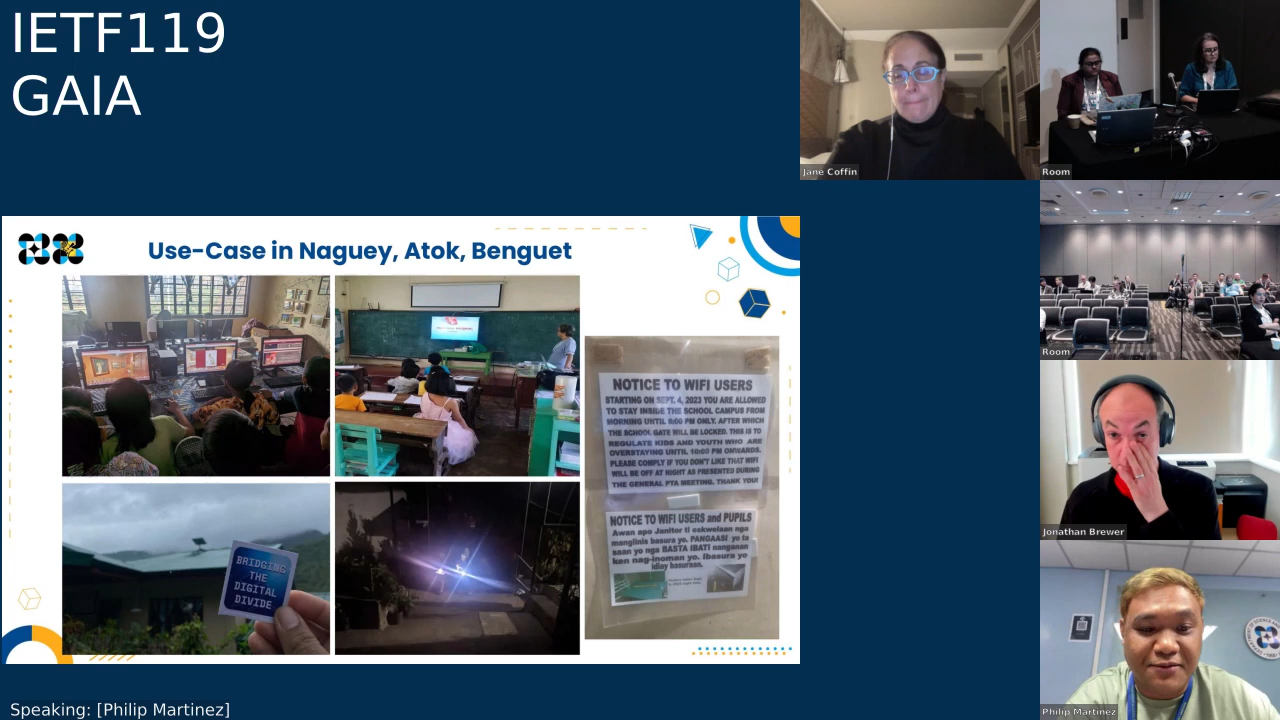 IETF119
GAIA
Jane Coffin
Room
Use-Case in Naguey, Atok, Benguet
NOTICE TO WIFI USERS
STARTING ON SEPT. 4, 2023 YOU ARE ALLOWED
TO STAY INSIDE THE SCHOOL CAMPUS FROM
MORNING UNTIL 8:00 PM ONLY. AFTER WHICH
THE SCHOOL GATE WILL BE LOCKED. THIS IS TO
REGULATE KIDS AND YOUTH WHO ARE
OVERSTAYING UNTIL 10:00 PM ONWARDS.
PLEASE COMPLY IF YOU DON'T LIKE THAT WIFI
WILL BE OFF AT NIGHT AS PRESENTED DURING
THE GENERAL PTA MEETING. THANK YOU!
NOTICE TO WIFI USERS and PUPILS
Awan apo Janitor ti eskwelaan nga
manglinis basura yo. PANGAASI yo ta
saan yo nga BASTA IBATI nanganan
ken nag-inoman yo. Ibasura yo
idiay basuraan.
BRIDGING
THE
DIGITAL
DIVIDE
Room
Jonathan Brewer
Philip Martinez
Speaking: [Philip Martinez]